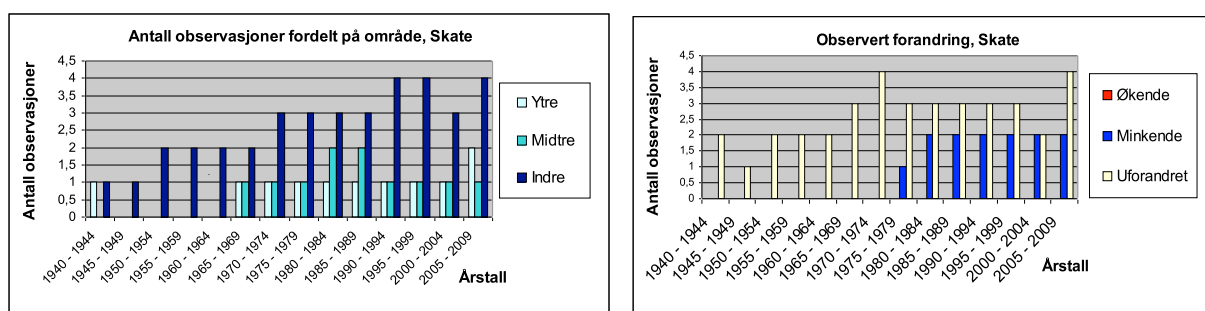 Antall observasjoner fordelt på område, Skate
Antall observasjoner
4,5
4
3,5
3
2,5
2
1,5
1
0,5
0
1940 - 1944
1945 - 1949
1950 - 1954
1955 - 1959
1960 - 1964
1965 - 1969
1970 - 1974
1975 - 1979
1980 - 1984
1985 - 1989
1990 - 1994
1995 - 1999
2000 - 2004
2005 - 2009
Årstall
Ytre
Midtre
Indre
Observert forandring, Skate
Antall observasjoner
4,5
4
3,5
3
2,5
2
1,5
1
0,5
0
1940 - 1944
1945 - 1949
1950 - 1954
1955 - 1959
1960 - 1964
1965 - 1969
1970 - 1974
1975 - 1979
1980 - 1984
1985 - 1989
1990 - 1994
1995 - 1999
2000 - 2004
2005 - 2009
Årstall
Økende
Minkende
Uforandret